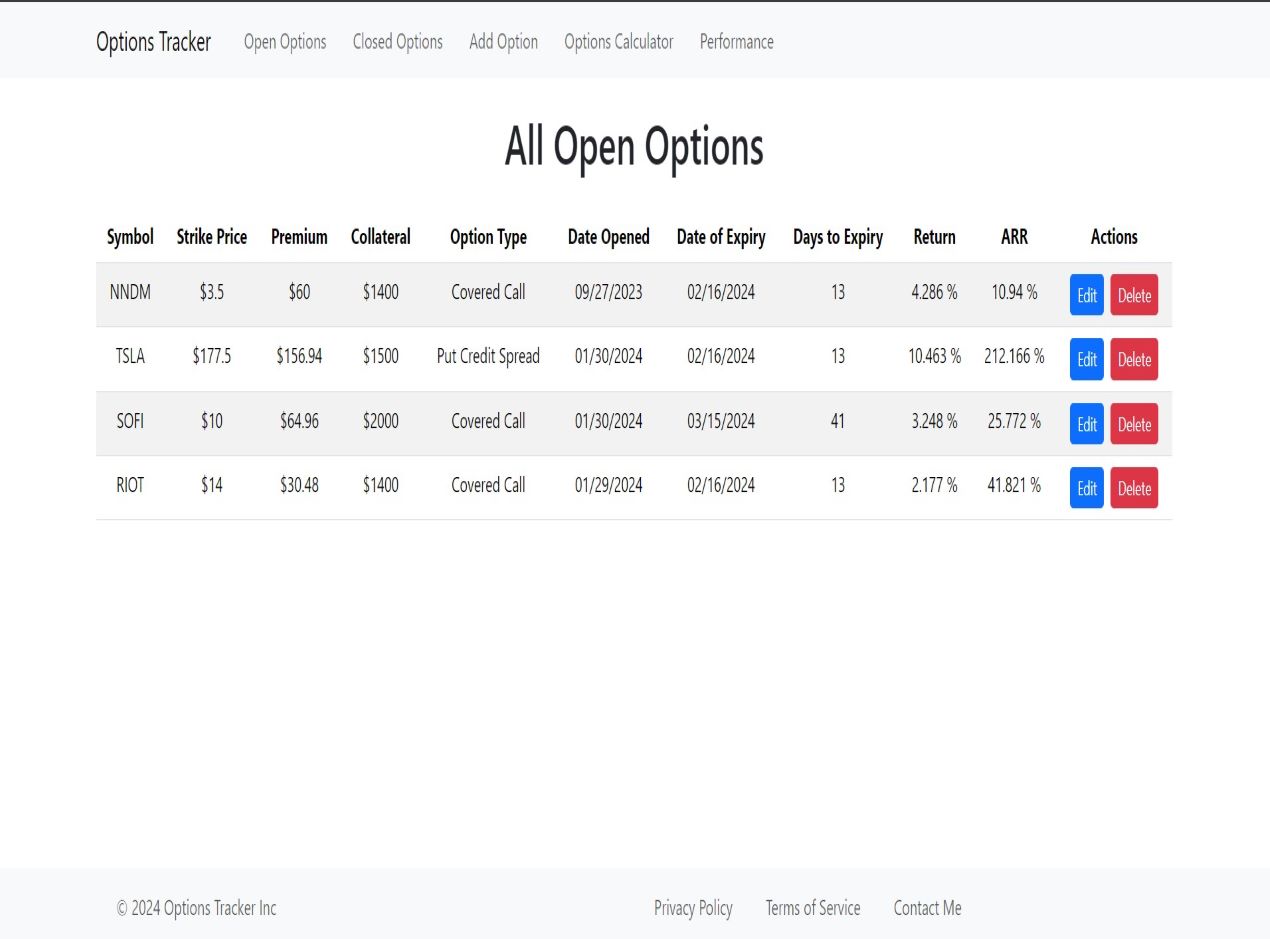 Options Tracker Open Options Closed Options Add Option Options Calculator Performance
All Open Options
Symbol Strike Price Premium Collateral Option Type Date Opened Date of Expiry Days to Expiry Return ARR Actions
NNDM $3.5 $60 $1400 Covered Call 09/27/2023 02/16/2024 13 4.286 % 10.94 % Edit Delete
TSLA $177.5 $156.94 $1500 Put Credit Spread 01/30/2024 02/16/2024 13 10.463 % 212.166 % Edit Delete
SOFI $10 $64.96 $2000 Covered Call 01/30/2024 03/15/2024 41 3.248 % 25.772 % Edit Delete
RIOT $14 $30.48 $1400 Covered Call 01/29/2024 02/16/2024 13 2.177 % 41.821 % Edit Delete
© 2024 Options Tracker Inc Privacy Policy Terms of Service Contact Me